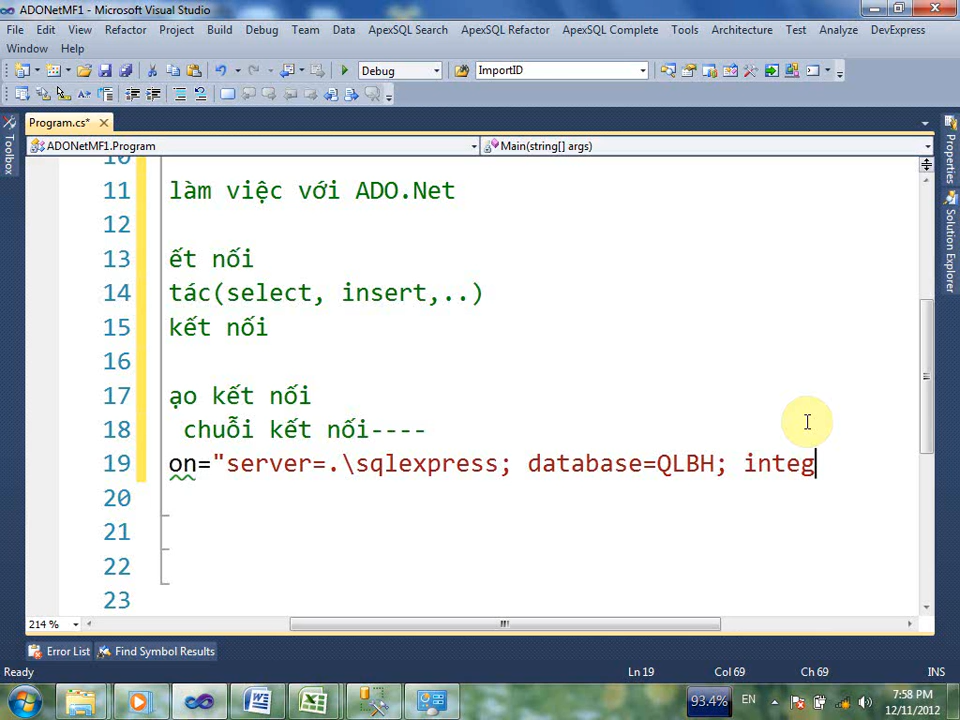 ADONetMF1 - Microsoft Visual Studio
File Edit View Refactor Project Build Debug Team Data ApexSQL Search ApexSQL Refactor ApexSQL Complete Tools Architecture Test Analyze DevExpress
Window Help
Debug ImportID
Program.cs*
ADONetMF1.Program Main(string[] args)
Toolbox
Properties
Solution Explorer
10
11 làm việc với ADO.Net
12
13 ết nối
14 tác(select, insert,..)
15 kết nối
16
17 ạo kết nối
18 chuỗi kết nối----
19 on="server=.\sqlexpress; database=QLBH; integ
20
21
22
23
214 %
Error List Find Symbol Results
Ready Ln 19 Col 69 Ch 69 INS
93.4% EN 7:58 PM
12/11/2012